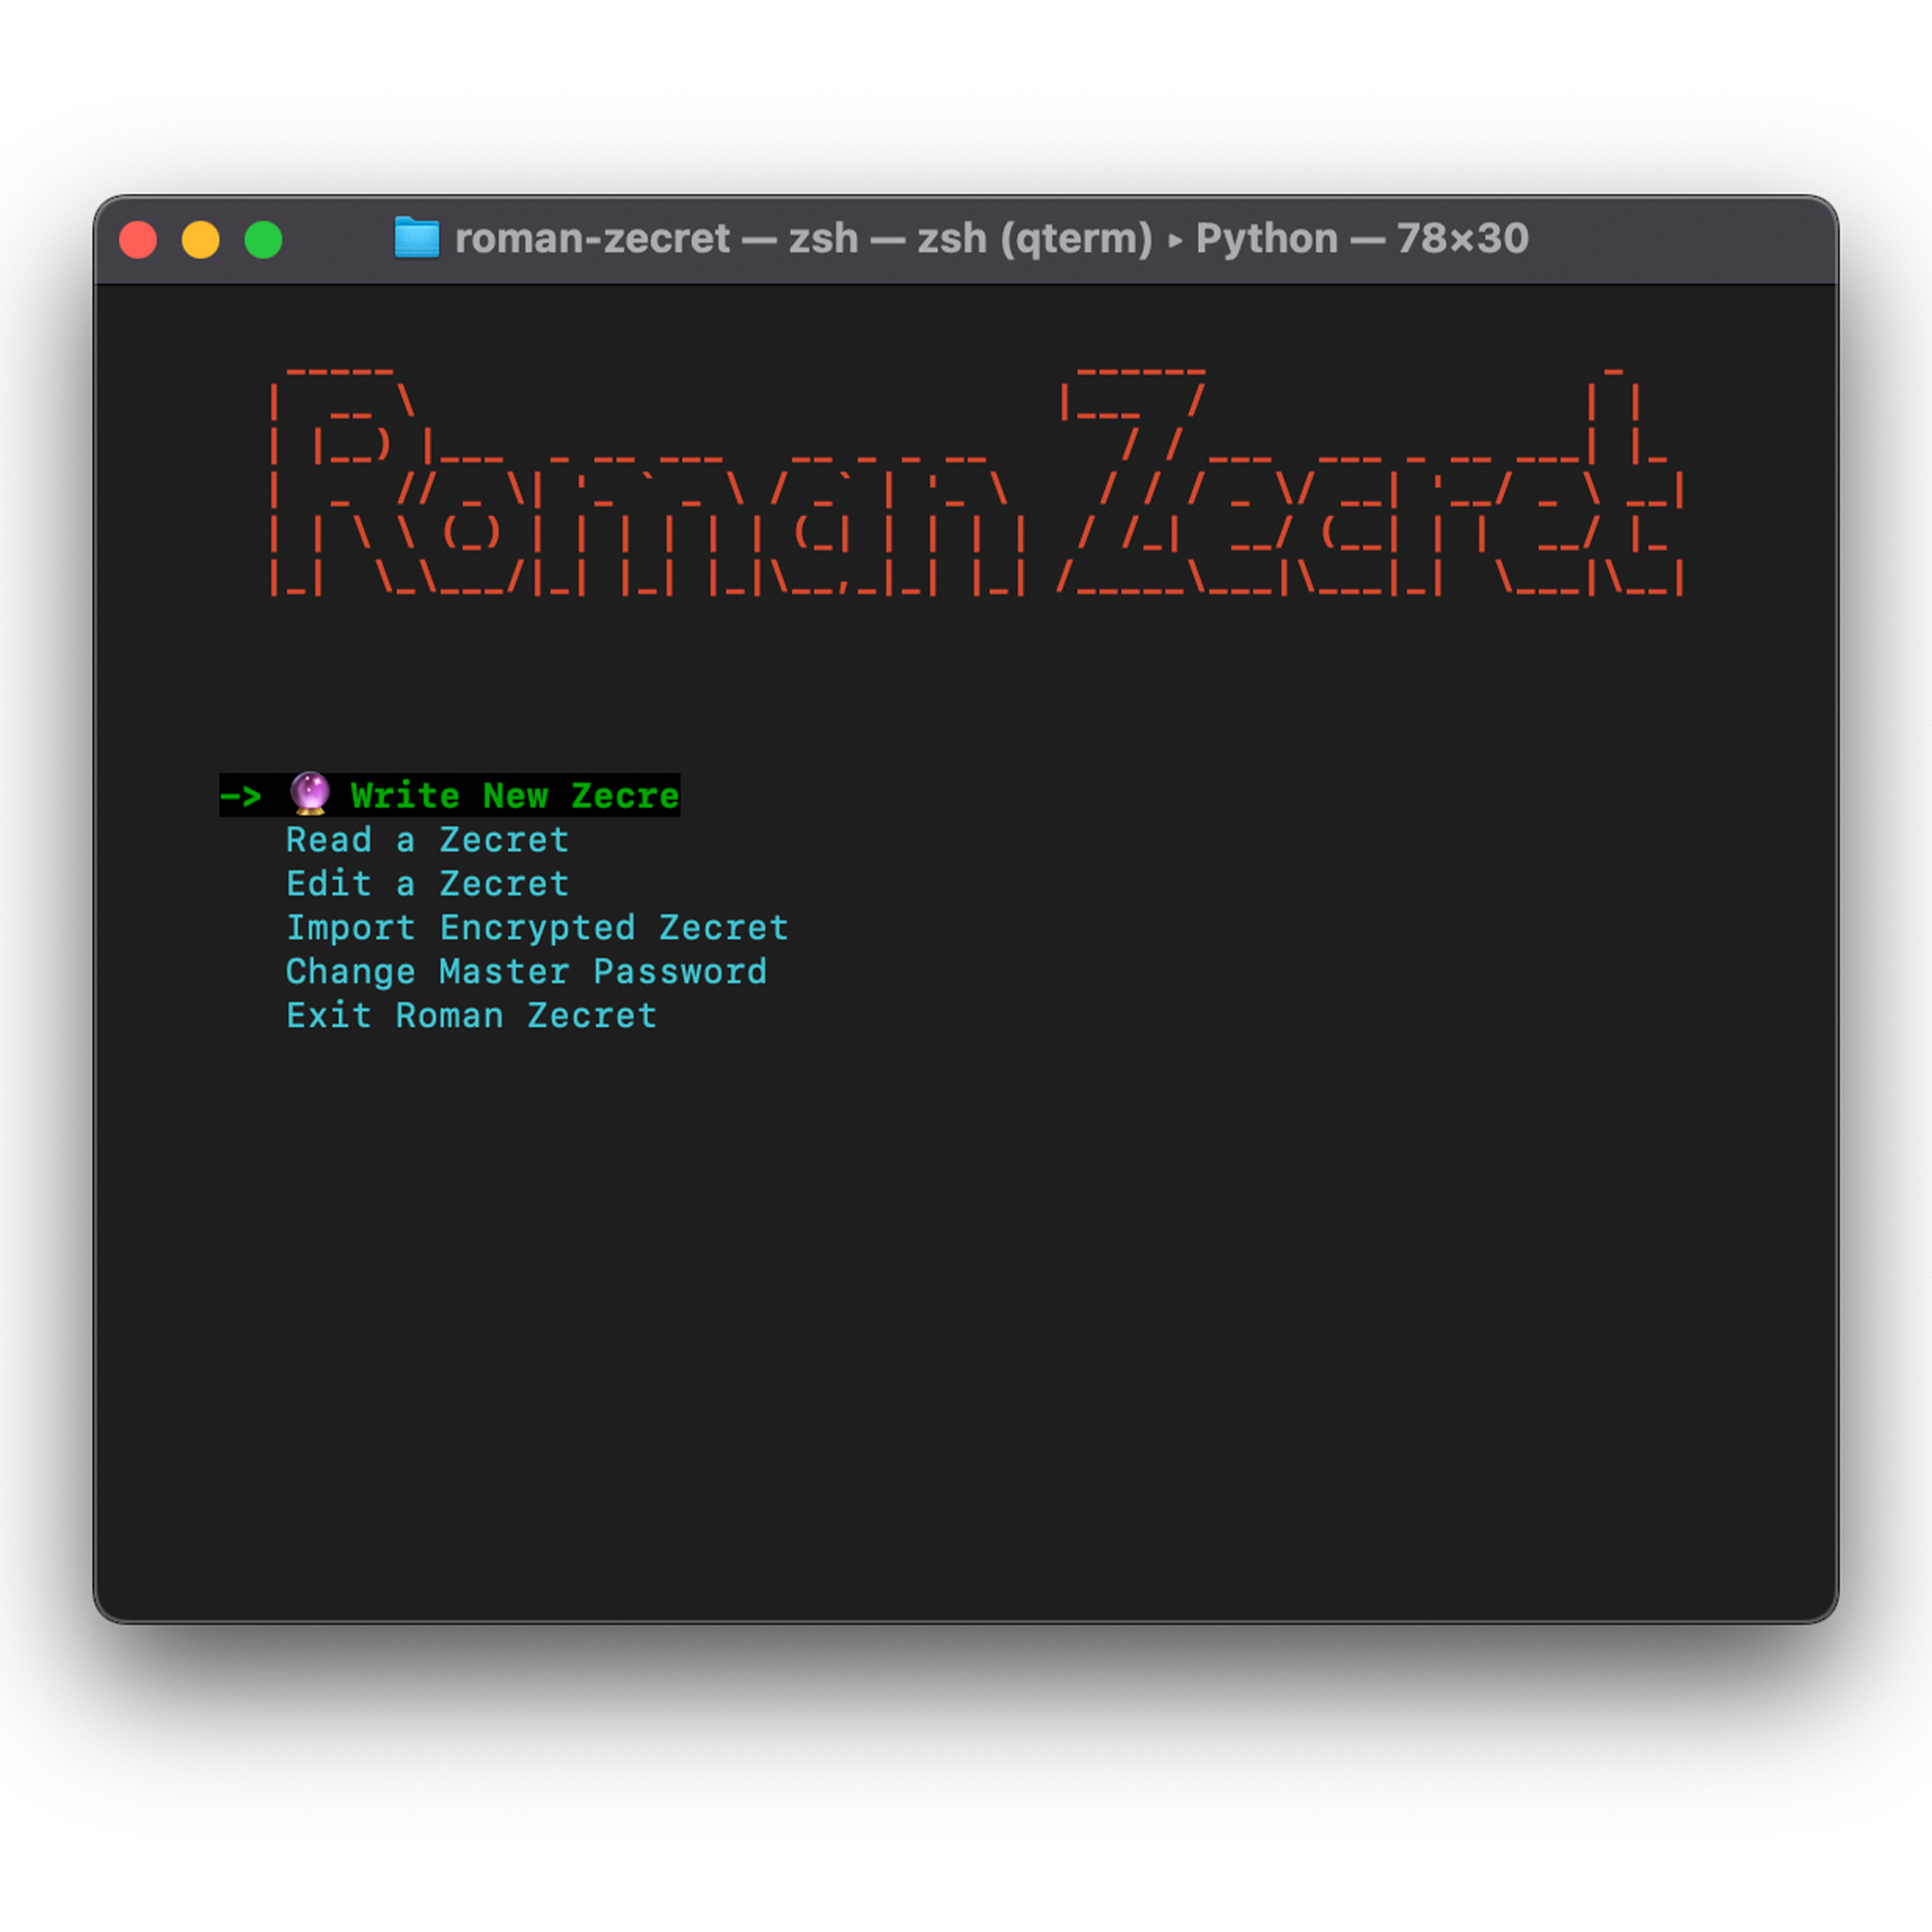 roman-zecret — zsh — zsh (qterm) ▸ Python — 78×30
Roman Zecret
-> 🔮 Write New Zecre
Read a Zecret
Edit a Zecret
Import Encrypted Zecret
Change Master Password
Exit Roman Zecret